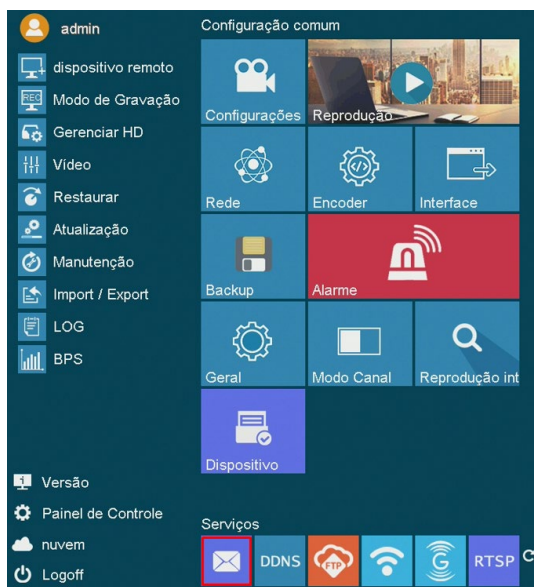 admin
dispositivo remoto
REC
Modo de Gravação
Gerenciar HD
Vídeo
Restaurar
Atualização
Manutenção
Import / Export
LOG
BPS
Versão
Painel de Controle
nuvem
Logoff
Configuração comum
Configurações
Reprodução
Rede
Encoder
Interface
Backup
Alarme
Geral
Modo Canal
Reprodução int
Dispositivo
Serviços
DDNS
FTP
G
RTSP